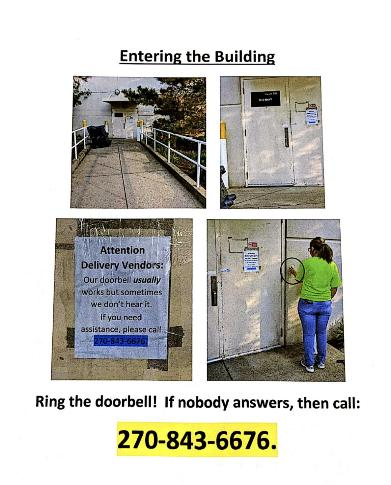 Entering the Building
Attention
Delivery Vendors:
Our doorbell usually
works but sometimes
we don't hear it.
If you need
assistance, please call
270-843-6676.
Ring the doorbell! If nobody answers, then call:
270-843-6676.